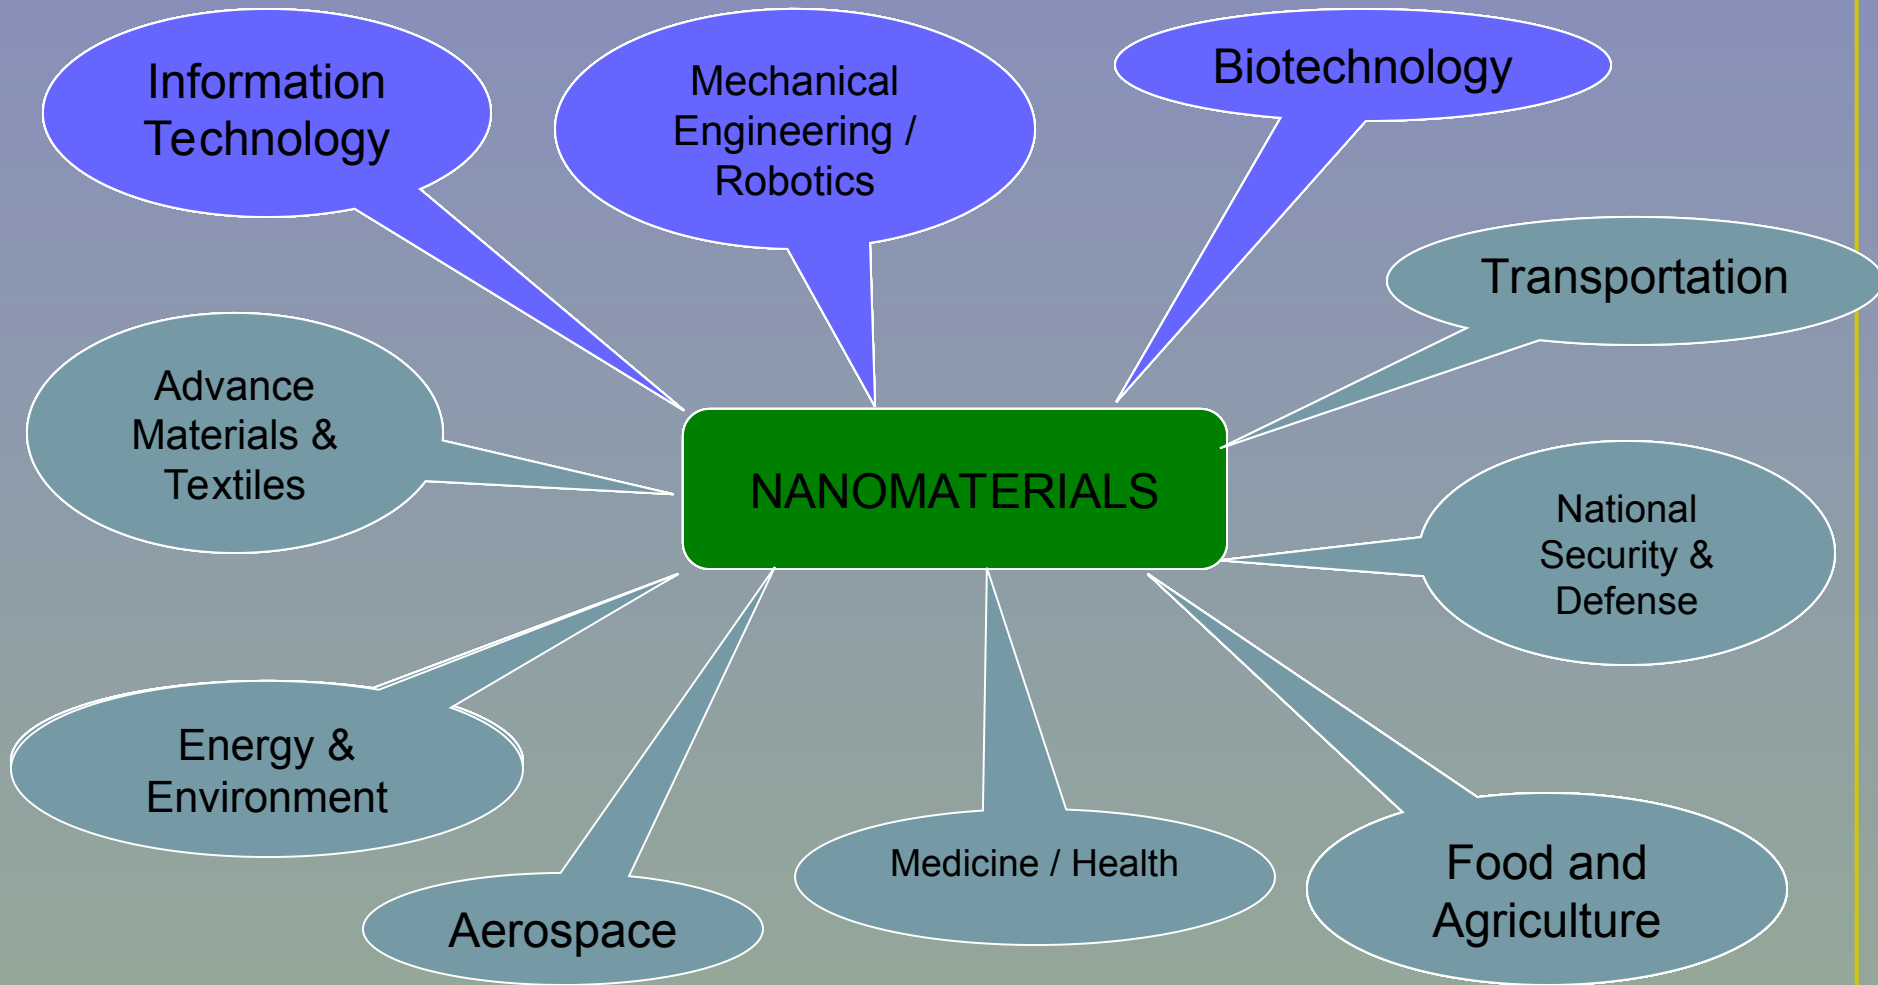 Information
Technology
Mechanical
Engineering /
Robotics
Biotechnology
Transportation
Advance
Materials &
Textiles
NANOMATERIALS
National
Security &
Defense
Energy &
Environment
Aerospace
Medicine / Health
Food and
Agriculture